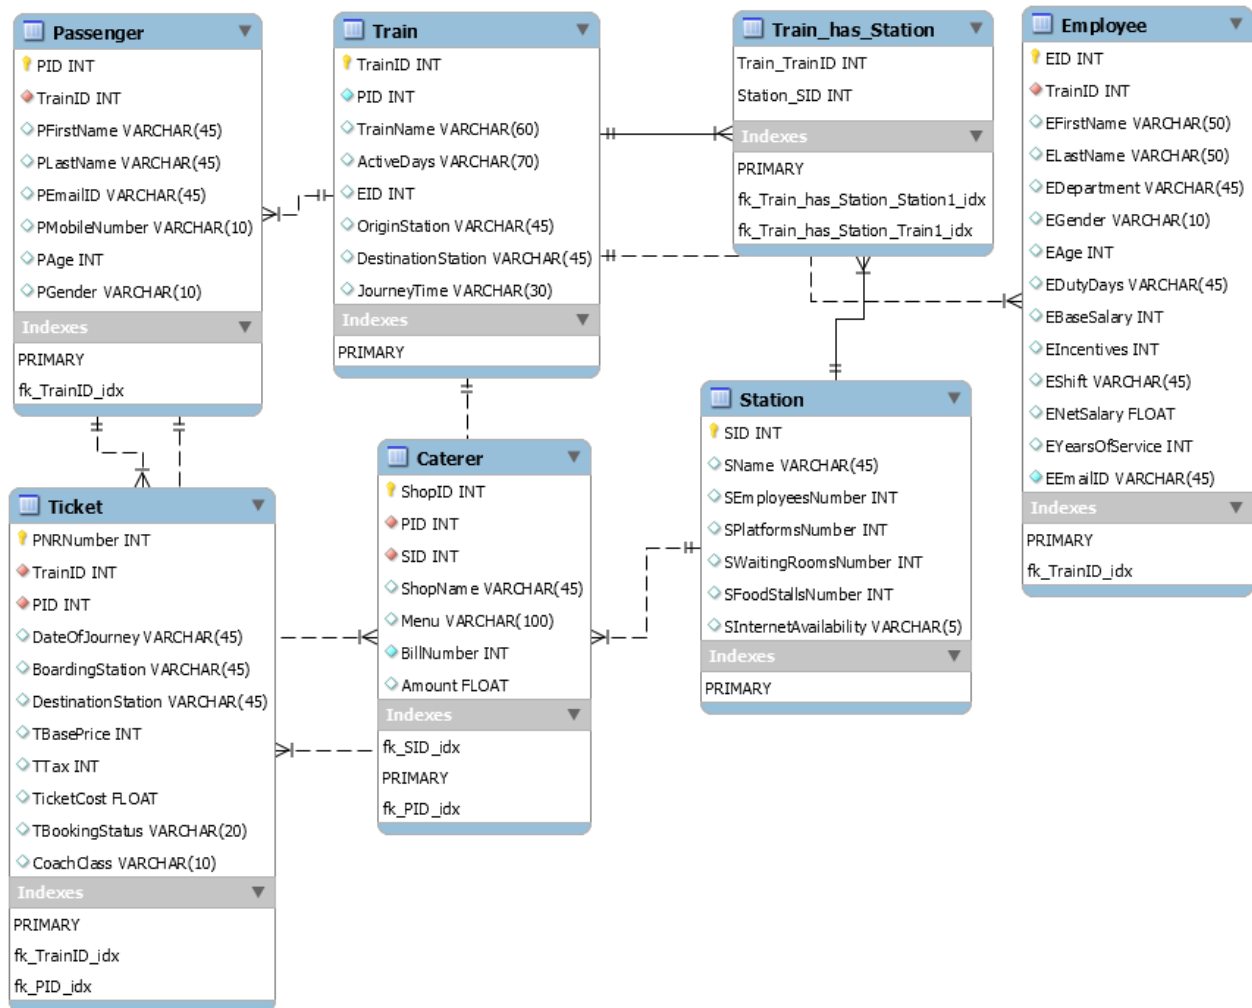 Passenger
PID INT
TrainID INT
PFirstName VARCHAR(45)
PLastName VARCHAR(45)
PEmailID VARCHAR(45)
PMobileNumber VARCHAR(10)
PAge INT
PGender VARCHAR(10)
Indexes
PRIMARY
fk_TrainID_idx
Train
TrainID INT
PID INT
TrainName VARCHAR(60)
ActiveDays VARCHAR(70)
EID INT
OriginStation VARCHAR(45)
DestinationStation VARCHAR(45)
JourneyTime VARCHAR(30)
Indexes
PRIMARY
Train_has_Station
Train_TrainID INT
Station_SID INT
Indexes
PRIMARY
fk_Train_has_Station_Station1_idx
fk_Train_has_Station_Train1_idx
Employee
EID INT
TrainID INT
EFirstName VARCHAR(50)
ELastName VARCHAR(50)
EDepartment VARCHAR(45)
EGender VARCHAR(10)
EAge INT
EDutyDays VARCHAR(45)
EBaseSalary INT
EIncentives INT
EShift VARCHAR(45)
ENetSalary FLOAT
EYearsOfService INT
EEmailID VARCHAR(45)
Indexes
PRIMARY
fk_TrainID_idx
Ticket
PNRNumber INT
TrainID INT
PID INT
DateOfJourney VARCHAR(45)
BoardingStation VARCHAR(45)
DestinationStation VARCHAR(45)
TBasePrice INT
TTax INT
TicketCost FLOAT
TBookingStatus VARCHAR(20)
CoachClass VARCHAR(10)
Indexes
PRIMARY
fk_TrainID_idx
fk_PID_idx
Caterer
ShopID INT
PID INT
SID INT
ShopName VARCHAR(45)
Menu VARCHAR(100)
BillNumber INT
Amount FLOAT
Indexes
fk_SID_idx
PRIMARY
fk_PID_idx
Station
SID INT
SName VARCHAR(45)
SEmployeesNumber INT
SPlatformsNumber INT
SWaitingRoomsNumber INT
SFoodStallsNumber INT
SInternetAvailability VARCHAR(5)
Indexes
PRIMARY